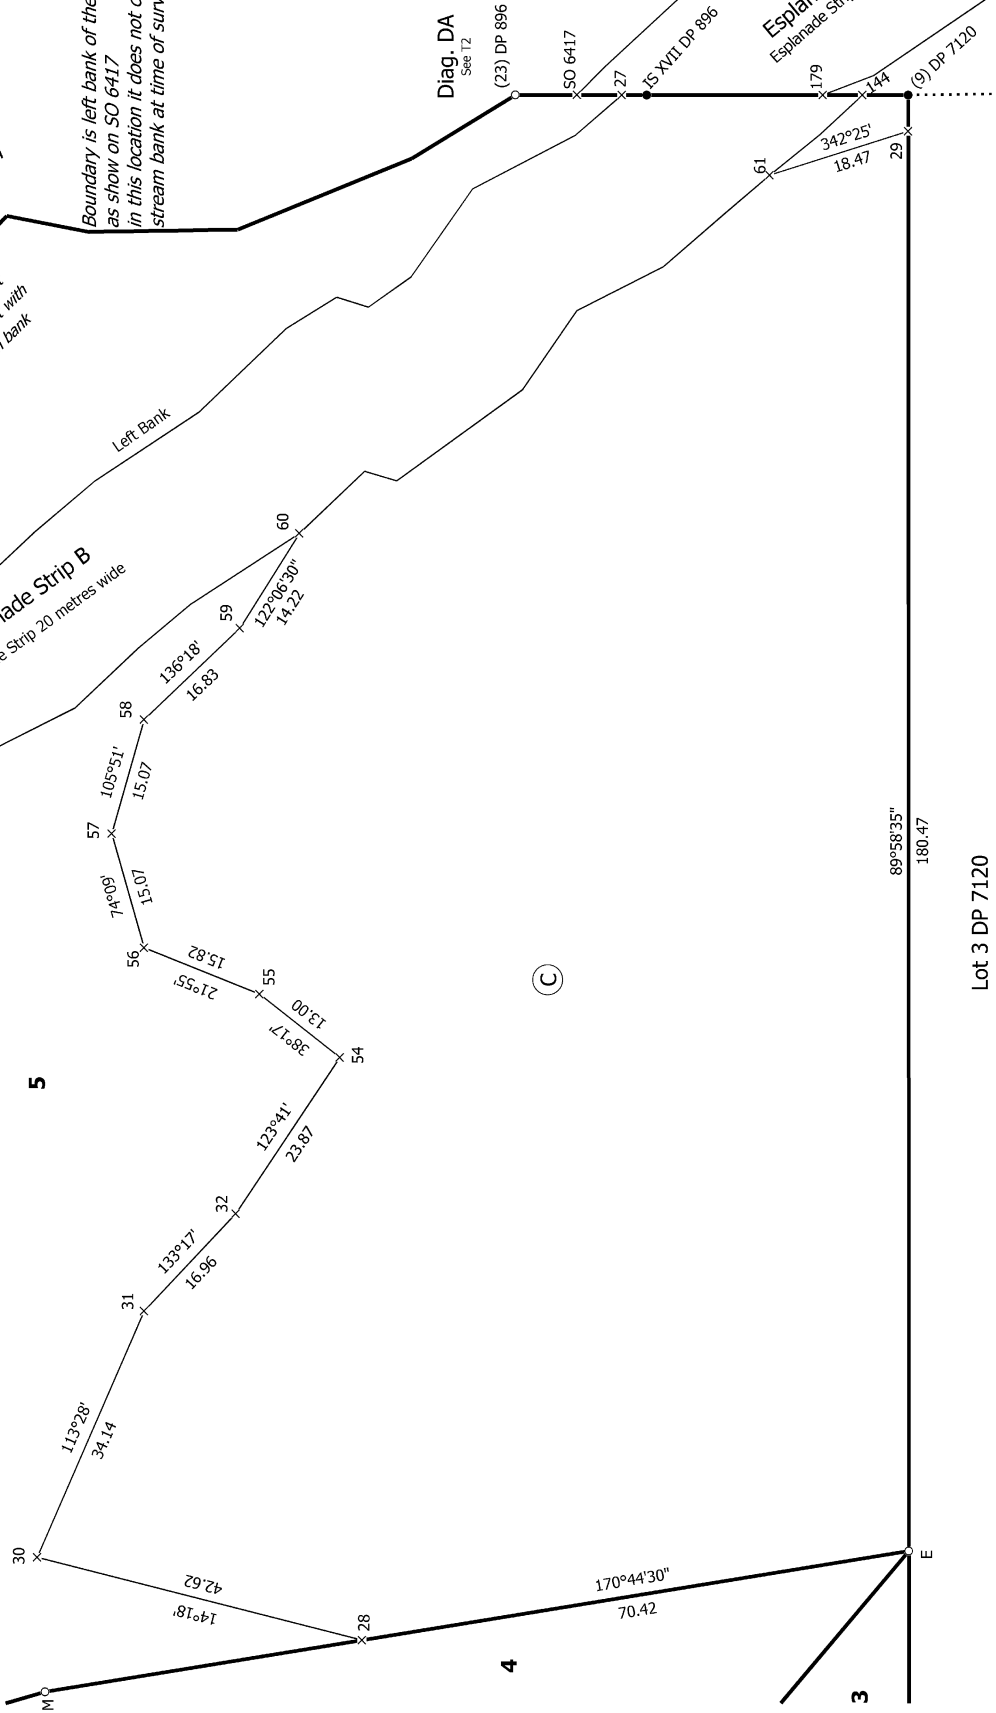 Boundary is left bank of the
as show on SO 6417
in this location it does not
stream bank at time of
Diag. DA
See T2
(23) DP 896
SO 6417
27
IS XVII DP 896
Esplanade Strip
179
144
(9) DP 7120
with
bank
Left Bank
Strip B
Strip 20 metres wide
61
342°25'
18.47
29
60
122°06'30"
14.22
59
136°18'
16.83
58
105°51'
15.07
57
74°09'
15.07
56
15.82
21°55'
55
13.00
38°17'
54
5
C
123°41'
23.87
32
133°17'
16.96
31
113°28'
34.14
30
42.62
14°18'
28
170°44'30"
70.42
89°58'35"
180.47
Lot 3 DP 7120
E
M
4
3